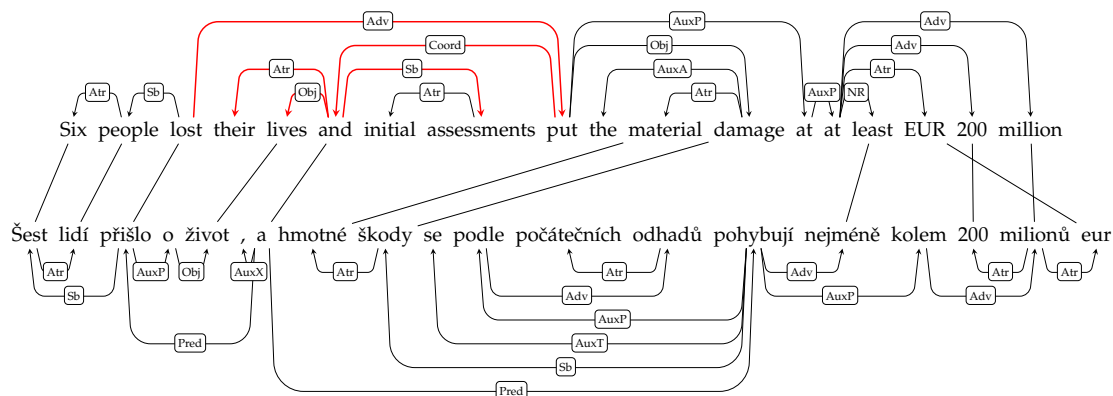 Adv AuxP Adv
Coord Obj Adv
Atr Sb AuxA Atr
Atr Sb Obj Atr Atr AuxP NR
Six people lost their lives and initial assessments put the material damage at at least EUR 200 million
Šest lidí přišlo o život , a hmotné škody se podle počátečních odhadů pohybují nejméně kolem 200 milionů eur
Atr AuxP Obj AuxX Atr Atr Adv Atr Atr
Sb Adv AuxP Adv
AuxP
Pred AuxT
Sb
Pred